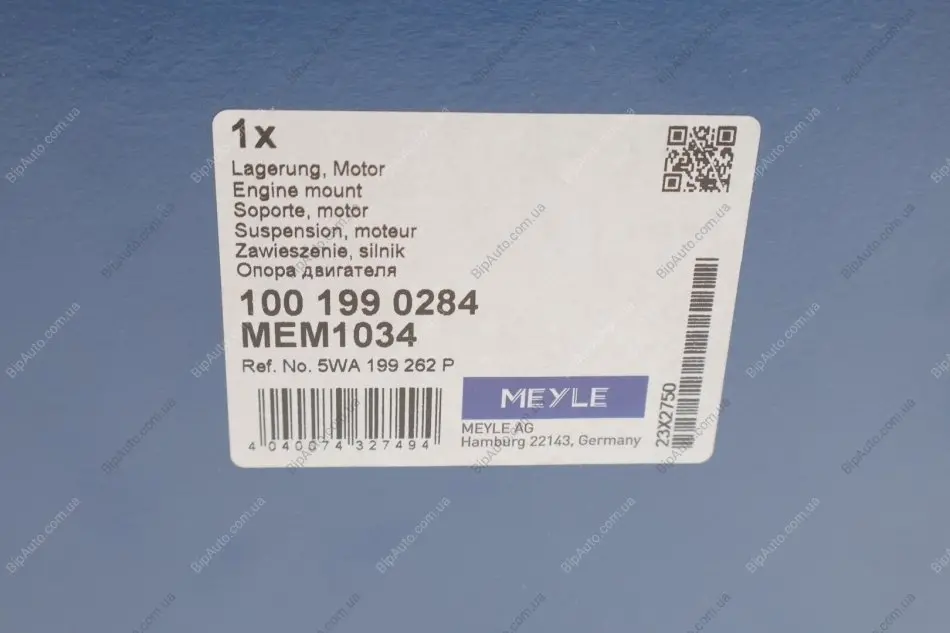 1x
Lagerung, Motor
Engine mount
Soporte, motor
Suspension, moteur
Zawieszenie, silnik
Опора двигателя
100 199 0284
MEM1034
Ref. No. 5WA 199 262 P
4 040074 327494
MEYLE
MEYLE AG
Hamburg 22143, Germany
23X2750
BipAuto.com.ua